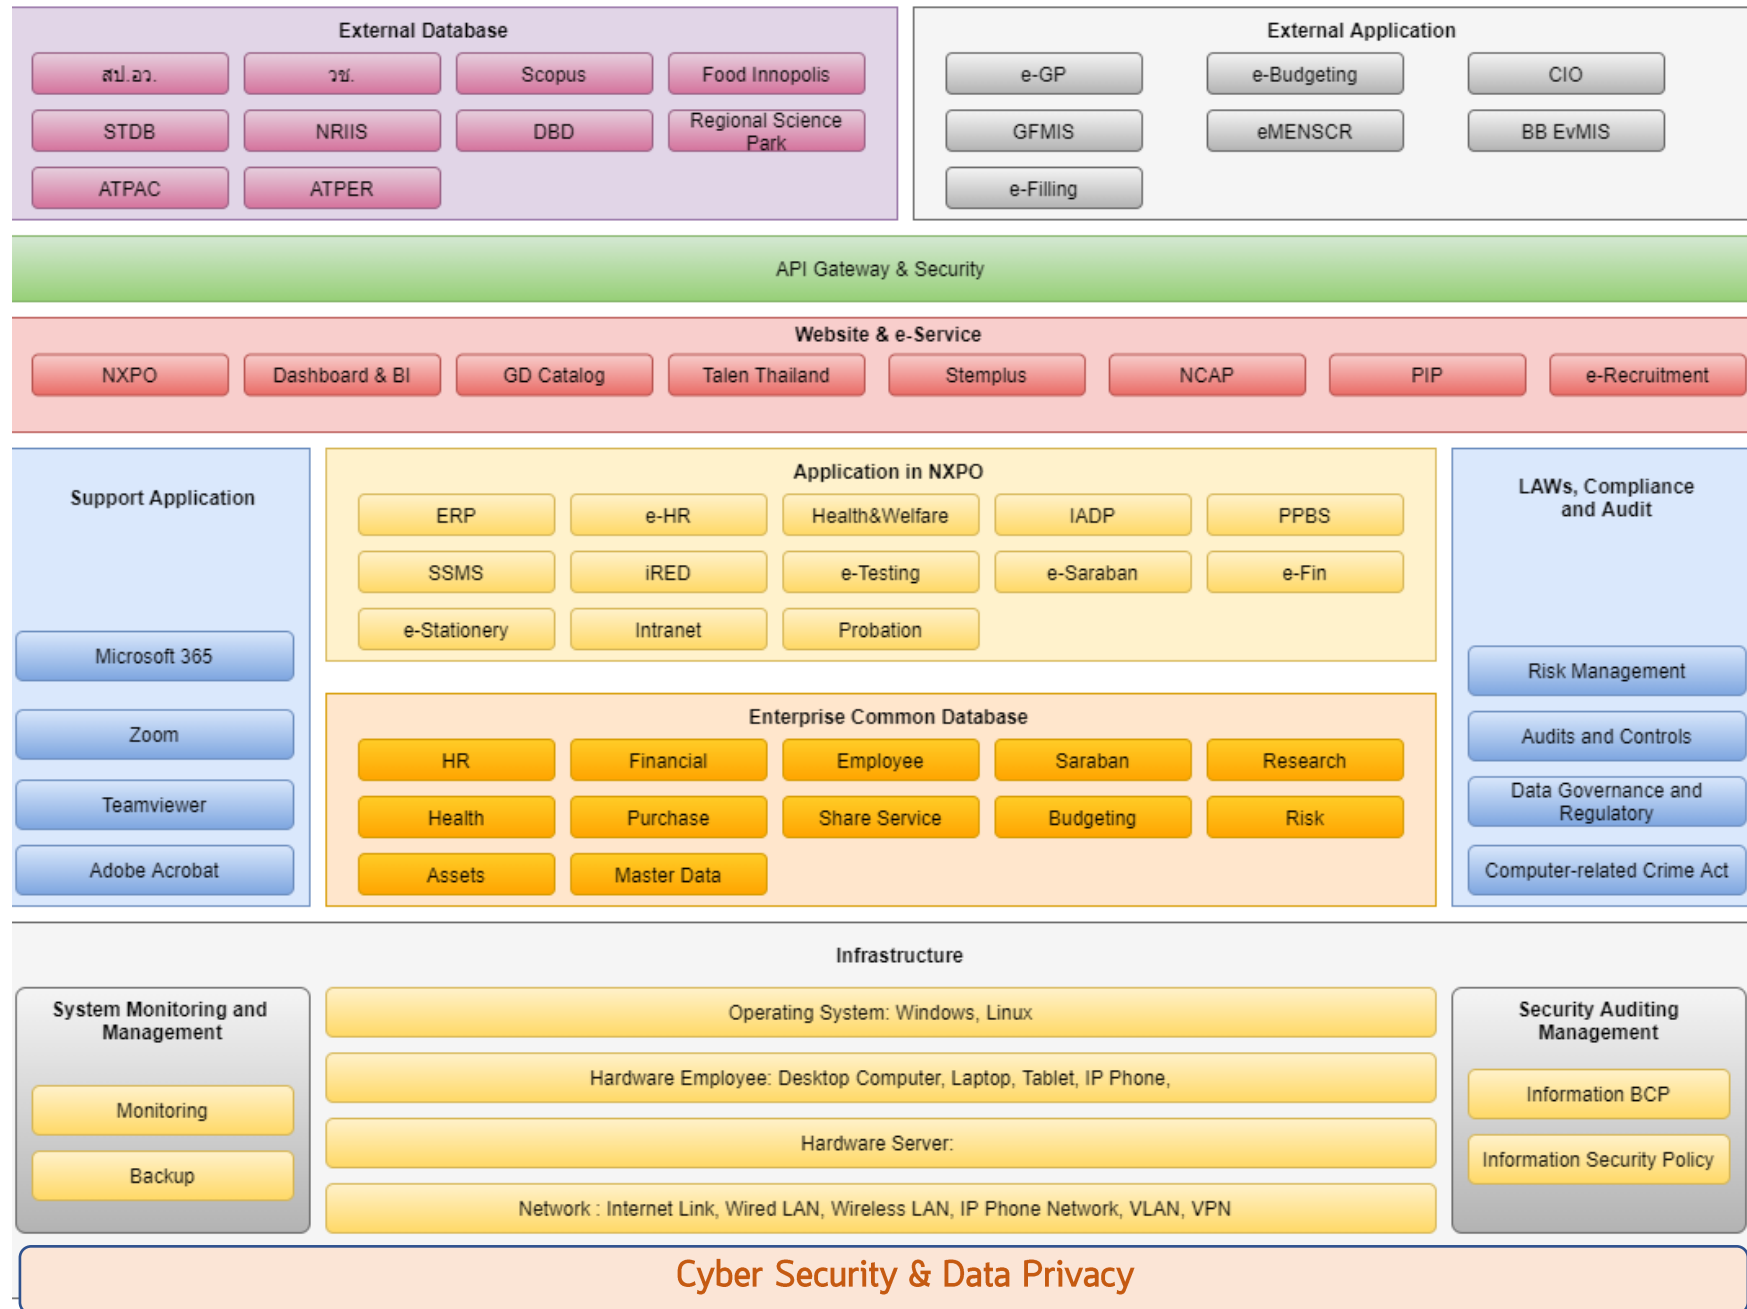 External Database
สป.อว.
วช.
Scopus
Food Innopolis
STDB
NRIIS
DBD
Regional Science
Park
ATPAC
ATPER
External Application
e-GP
e-Budgeting
CIO
GFMIS
eMENSCR
BB EvMIS
e-Filling
API Gateway & Security
Website & e-Service
NXPO
Dashboard & BI
GD Catalog
Talen Thailand
Stemplus
NCAP
PIP
e-Recruitment
Support Application
Microsoft 365
Zoom
Teamviewer
Adobe Acrobat
Application in NXPO
ERP
e-HR
Health&Welfare
IADP
PPBS
SSMS
iRED
e-Testing
e-Saraban
e-Fin
e-Stationery
Intranet
Probation
Enterprise Common Database
HR
Financial
Employee
Saraban
Research
Health
Purchase
Share Service
Budgeting
Risk
Assets
Master Data
LAWs, Compliance
and Audit
Risk Management
Audits and Controls
Data Governance and
Regulatory
Computer-related Crime Act
Infrastructure
System Monitoring and
Management
Monitoring
Backup
Operating System: Windows, Linux
Hardware Employee: Desktop Computer, Laptop, Tablet, IP Phone,
Hardware Server:
Network : Internet Link, Wired LAN, Wireless LAN, IP Phone Network, VLAN, VPN
Security Auditing
Management
Information BCP
Information Security Policy
Cyber Security & Data Privacy